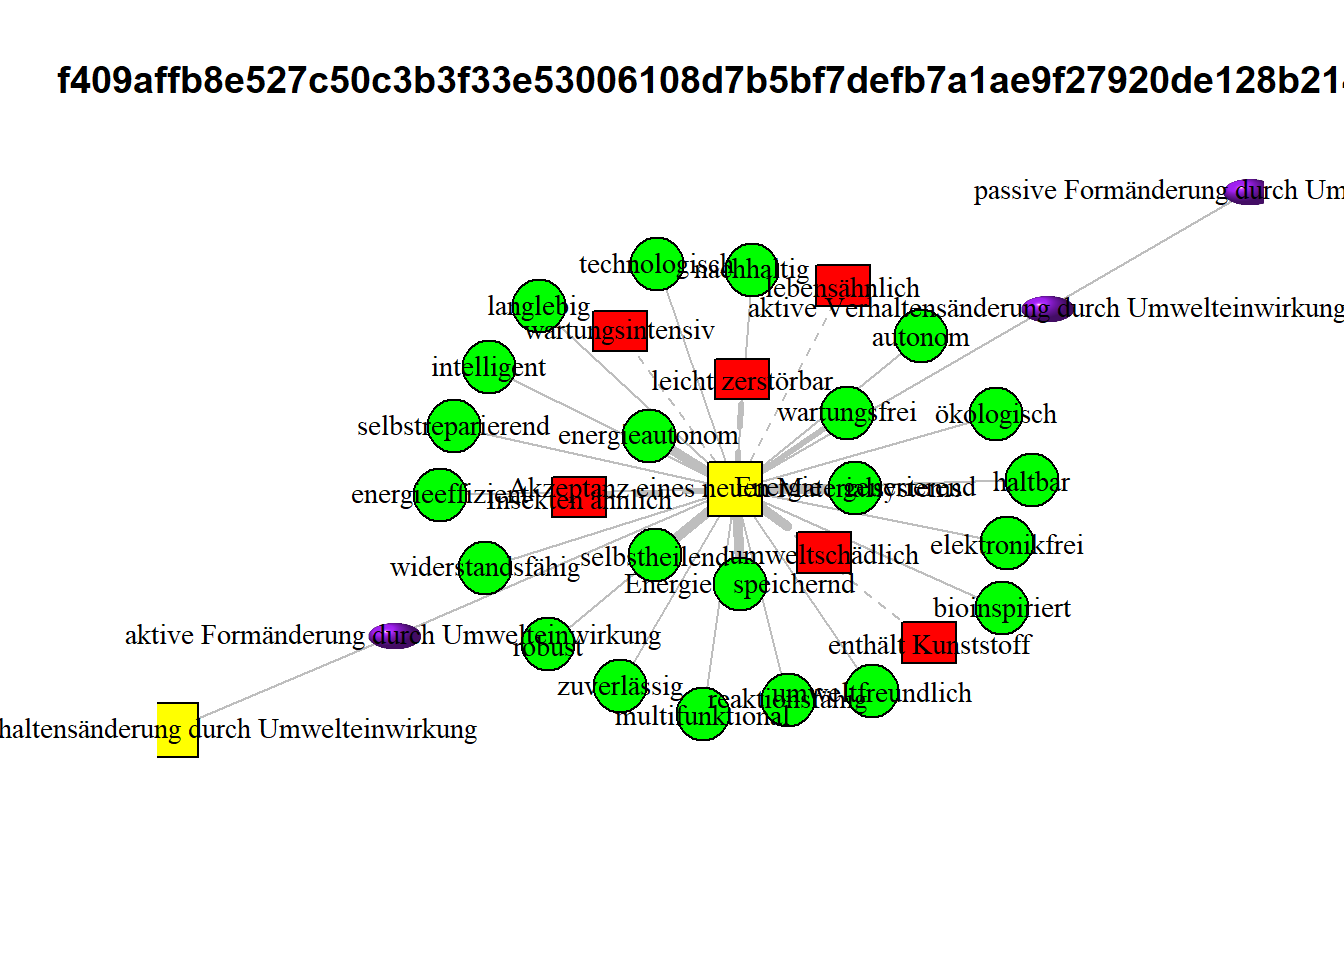 f409affb8e527c50c3b3f33e53006108d7b5bf7defb7a1ae9f27920de128b21
passive Formänderung durch Um
technologisch
nachhaltig
lebensähnlich
langlebig
aktive Verhaltensänderung durch Umwelteinwirkung
wartungsintensiv
autonom
intelligent
leicht zerstörbar
wartungsfrei
ökologisch
selbstreparierend
energieautonom
haltbar
Akzeptanz eines neuen Materialsystems
Energie generierend
energieeffizient
Insekten ähnlich
elektronikfrei
umweltschädlich
selbstheilend
widerstandsfähig
Energie speichernd
bioinspiriert
aktive Formänderung durch Umwelteinwirkung
robust
enthält Kunststoff
zuverlässig
reaktionsfähig
umweltfreundlich
multifunktional
haltensänderung durch Umwelteinwirkung